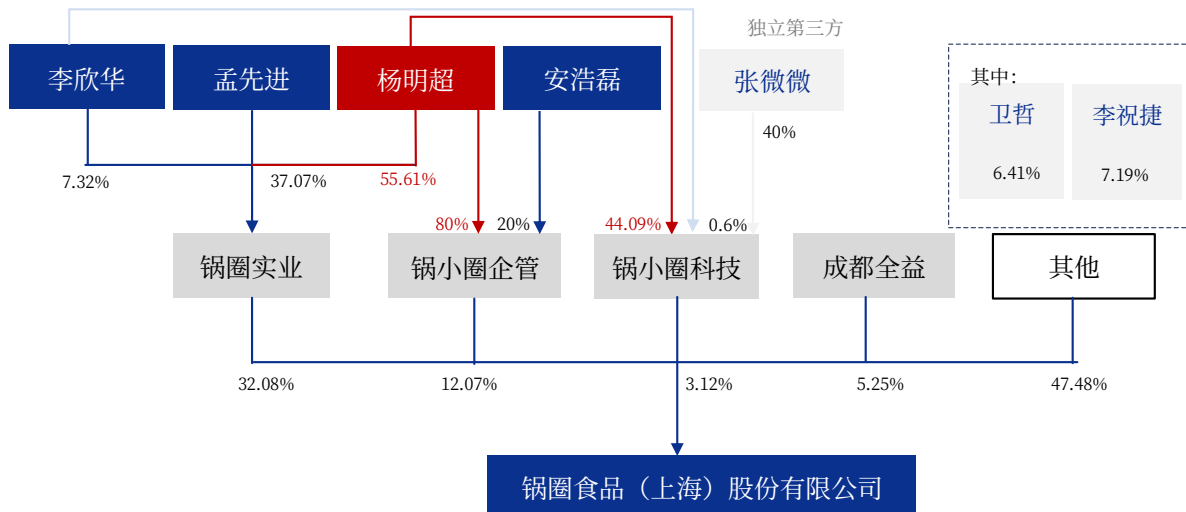 独立第三方
李欣华
孟先进
杨明超
安浩磊
张微微
其中：
卫哲
李祝捷
40%
6.41%
7.19%
7.32%
37.07%
55.61%
80%
20%
44.09%
0.6%
锅圈实业
锅小圈企管
锅小圈科技
成都全益
其他
32.08%
12.07%
3.12%
5.25%
47.48%
锅圈食品（上海）股份有限公司